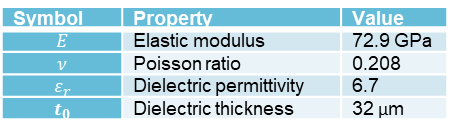 Symbol Property Value
E Elastic modulus 72.9 GPa
ν Poisson ratio 0.208
εr Dielectric permittivity 6.7
t0 Dielectric thickness 32 μm